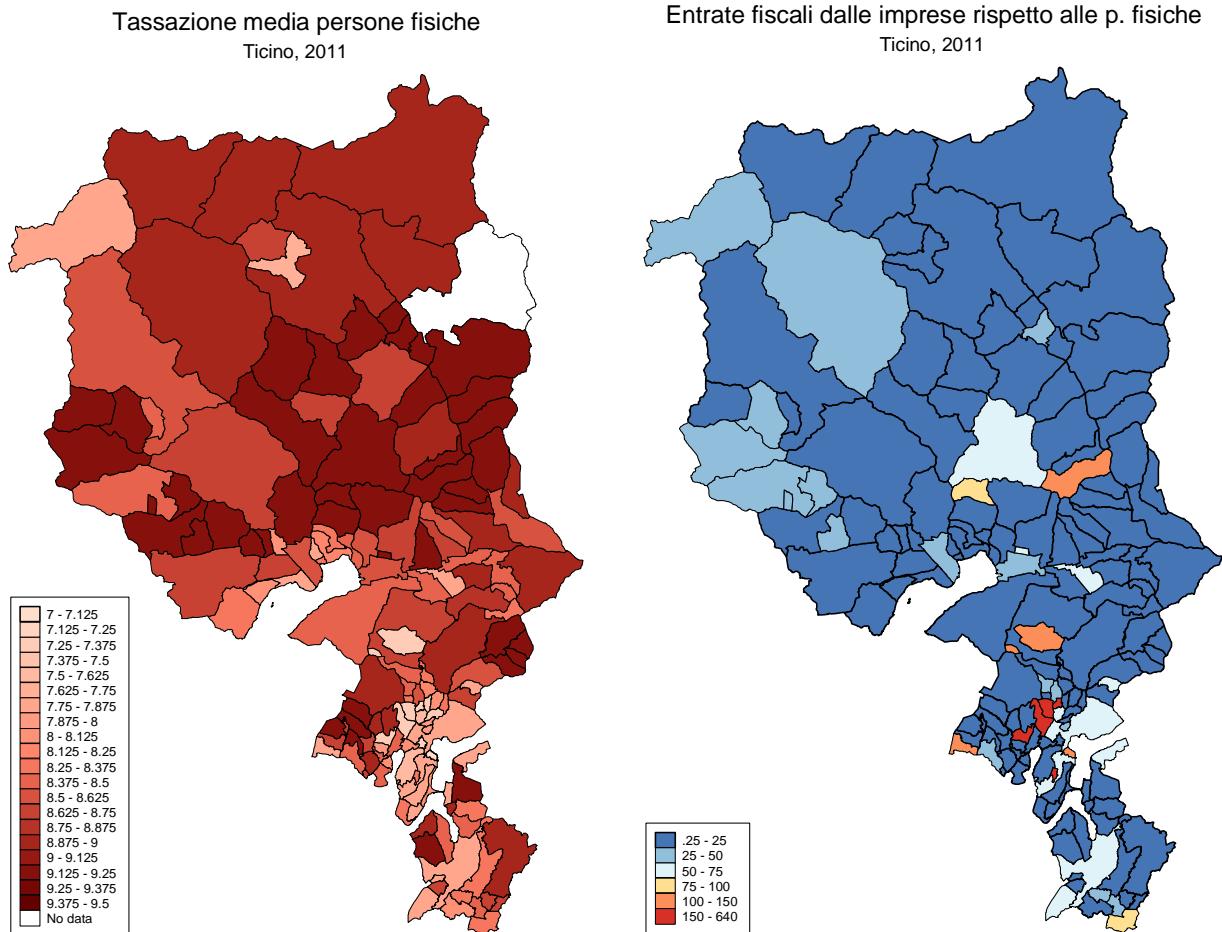 Tassazione media persone fisiche
Ticino, 2011
7 - 7.125
7.125 - 7.25
7.25 - 7.375
7.375 - 7.5
7.5 - 7.625
7.625 - 7.75
7.75 - 7.875
7.875 - 8
8 - 8.125
8.125 - 8.25
8.25 - 8.375
8.375 - 8.5
8.5 - 8.625
8.625 - 8.75
8.75 - 8.875
8.875 - 9
9 - 9.125
9.125 - 9.25
9.25 - 9.375
9.375 - 9.5
No data
Entrate fiscali dalle imprese rispetto alle p. fisiche
Ticino, 2011
.25 - 25
25 - 50
50 - 75
75 - 100
100 - 150
150 - 640